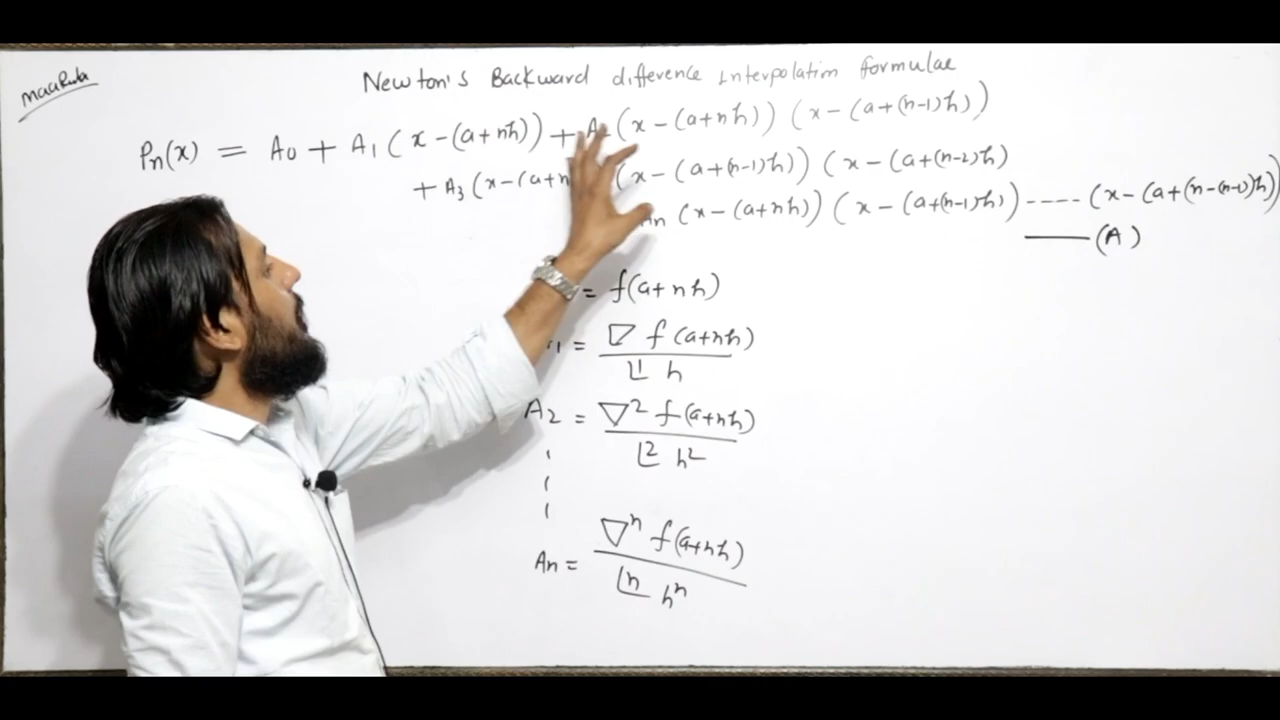 maaRula
Newton's Backward difference Interpolation formulae
Pn(x) = A₀ + A₁ (x-(a+nh)) + A₂ (x-(a+nh)) (x-(a+(n-1)h))
+ A₃ (x-(a+n (x-(a+(n-1)h)) (x-(a+(n-2)h)
An (x-(a+nh)) (x-(a+(n-1)h)) ---- (x-(a+(n-(n-1))h))
—— (A)
= f(a+nh)
1 = ∇ f(a+nh) / ⌊1 h
A₂ = ∇² f(a+nh) / ⌊2 h²
An = ∇ⁿ f(a+nh) / ⌊n hⁿ